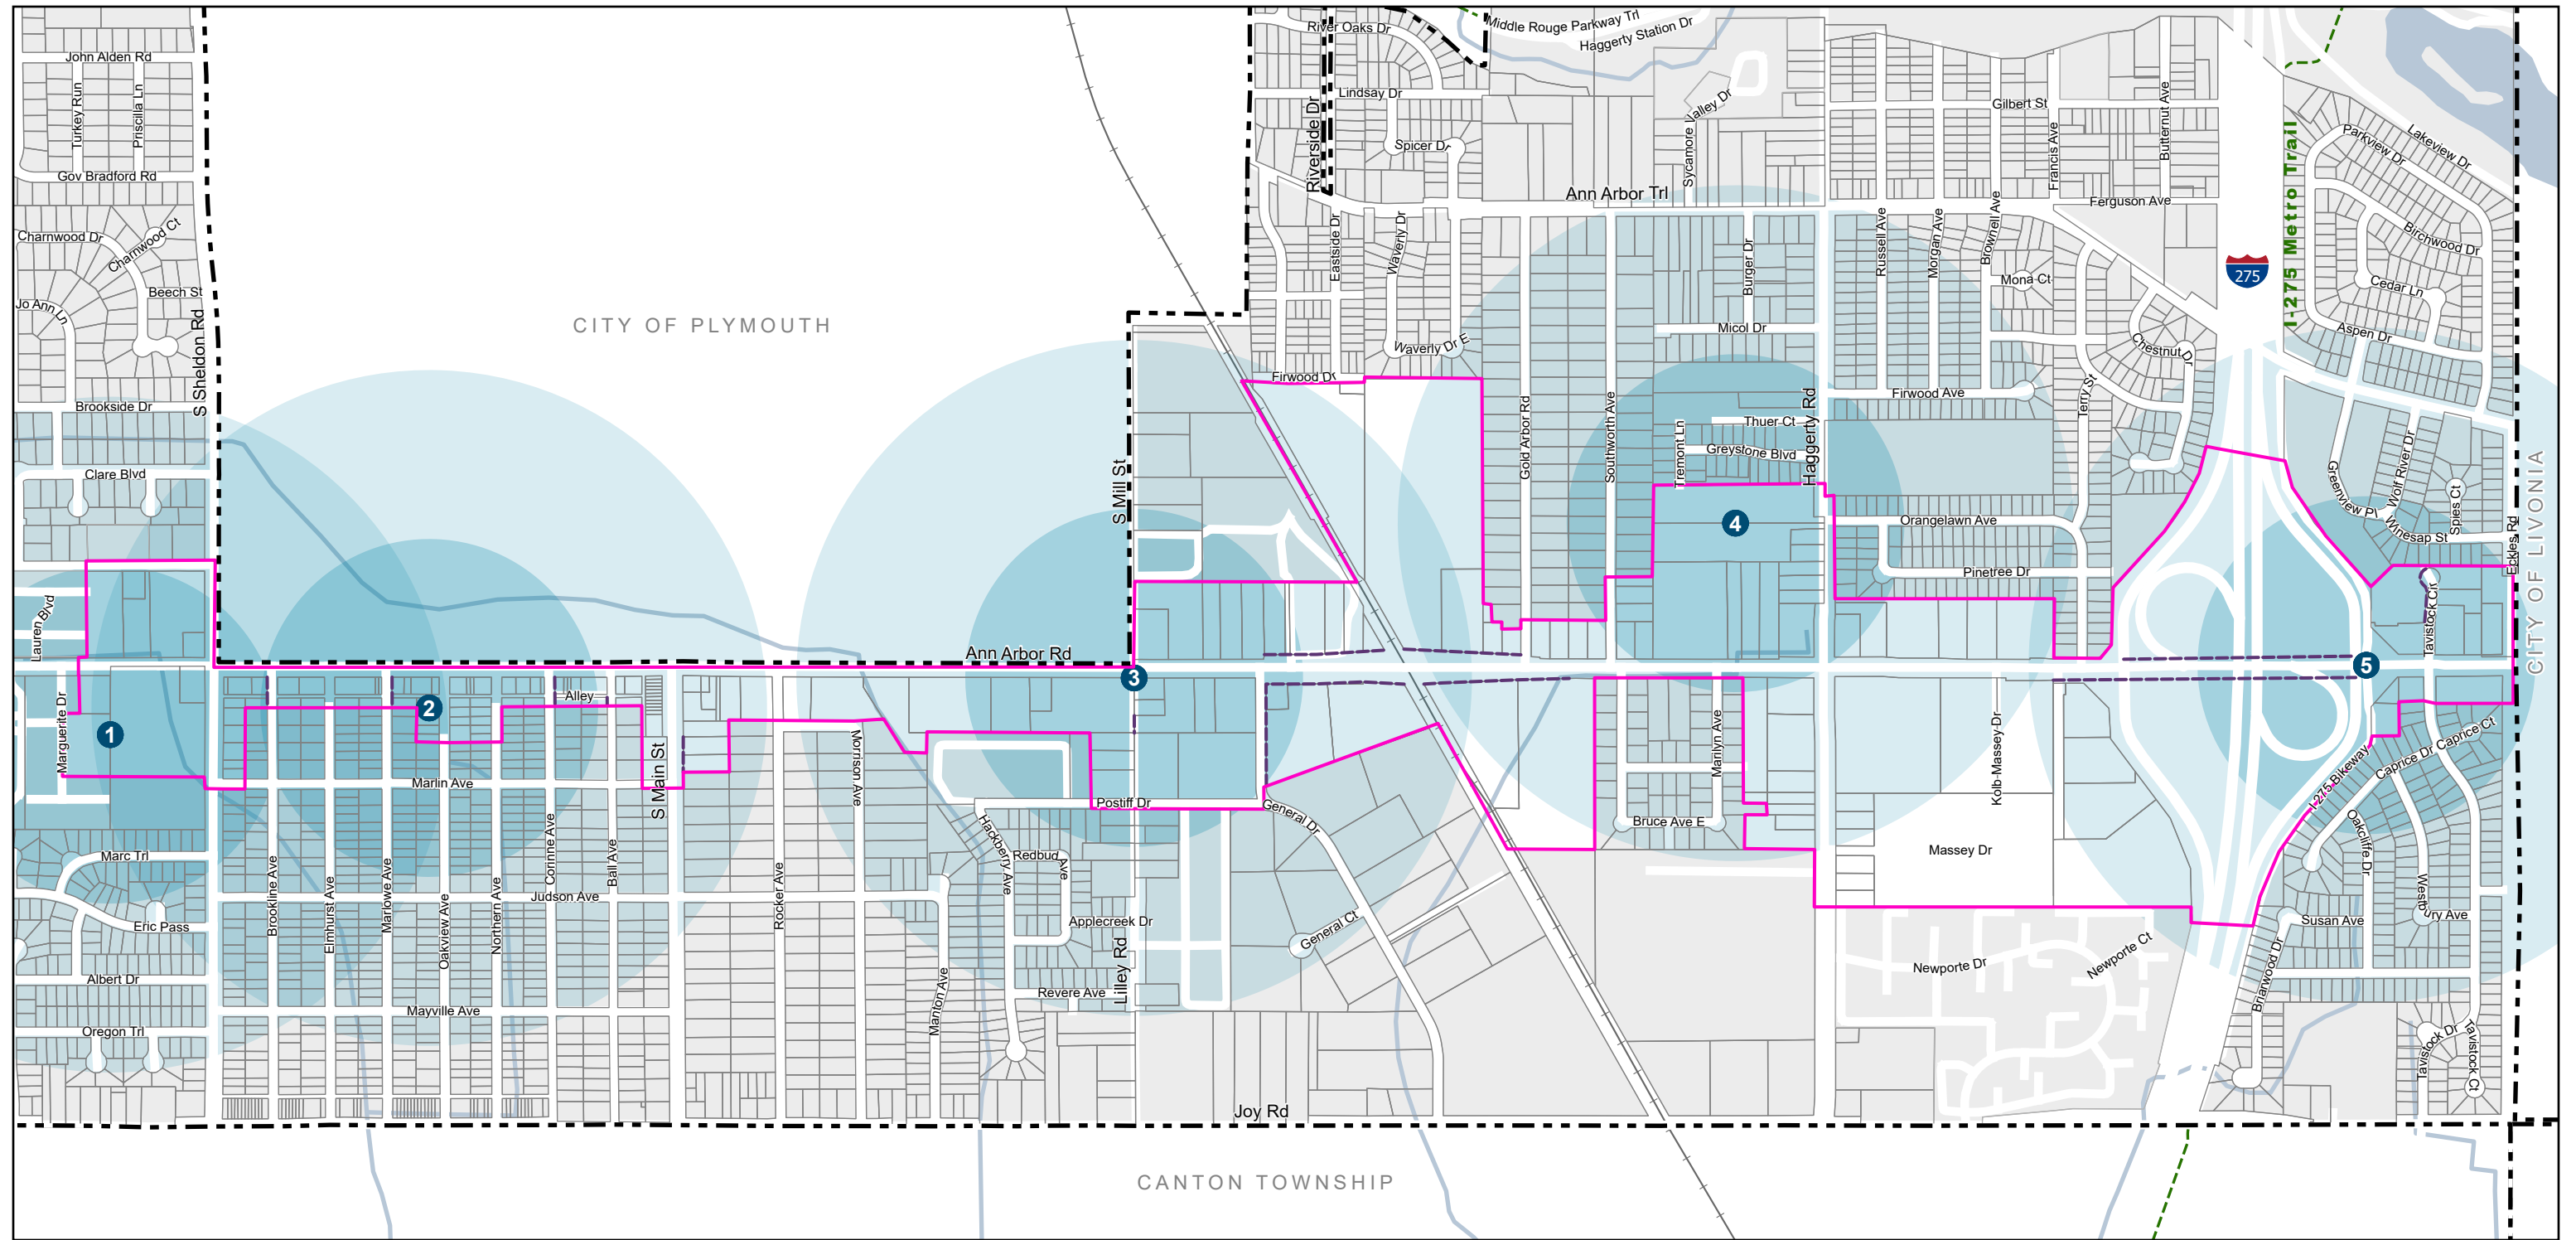 John Alden Rd
Turkey Run
Priscilla Ln
Gov Bradford Rd
Charnwood Dr
Charnwood Ct
Beech St
Jo Ann Ln
S Sheldon Rd
Brookside Dr
Clare Blvd
Lauren Blvd
Marguerite Dr
1
Marc Trl
Eric Pass
Albert Dr
Oregon Trl
CITY OF PLYMOUTH
Ann Arbor Rd
2
Alley
S Main St
Marlin Ave
Brookline Ave
Elmhurst Ave
Marlowe Ave
Oakview Ave
Northern Ave
Corinne Ave
Ball Ave
Judson Ave
Mayville Ave
Rocker Ave
Morrison Ave
Manton Ave
Hackberry Ave
Redbud Ave
Applecreek Dr
Revere Ave
Lilley Rd
Postiff Dr
3
S Mill St
General Dr
General Ct
Joy Rd
CANTON TOWNSHIP
River Oaks Dr
Riverside Dr
Lindsay Dr
Spicer Dr
Middle Rouge Parkway Trl
Haggerty Station Dr
Sycamore Valley Dr
Ann Arbor Trl
Eastside Dr
Waverly Dr
Waverly Dr E
Firwood Dr
Gold Arbor Rd
Southworth Ave
Burger Dr
Micol Dr
Thuer Ct
Tremont Ln
Greystone Blvd
Haggerty Rd
4
Marilyn Ave
Bruce Ave E
Gilbert St
Francis Ave
Butternut Ave
Ferguson Ave
Russell Ave
Morgan Ave
Brownell Ave
Mona Ct
Chestnut Dr
Terry St
Firwood Ave
Orangelawn Ave
Pinetree Dr
Kolb-Massey Dr
Massey Dr
Newporte Dr
Newporte Ct
275
I-275 Metro Trail
Parkview Dr
Lakeview Dr
Birchwood Dr
Cedar Ln
Aspen Dr
Greenview Pl
Wolf River Dr
Winesap St
Spies Ct
Eckles Rd
CITY OF LIVONIA
Tavistock Cir
5
I-275 Bikeway
Caprice Dr
Caprice Ct
Oakcliffe Dr
Westbury Ave
Susan Ave
Briarwood Dr
Tavistock Dr
Tavistock Ct